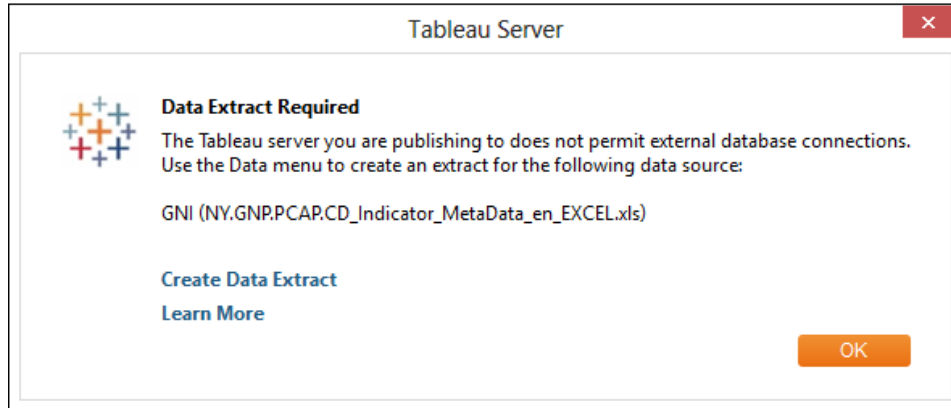 Tableau Server
Data Extract Required
The Tableau server you are publishing to does not permit external database connections.
Use the Data menu to create an extract for the following data source:
GNI (NY.GNP.PCAP.CD_Indicator_MetaData_en_EXCEL.xls)
Create Data Extract
Learn More
OK